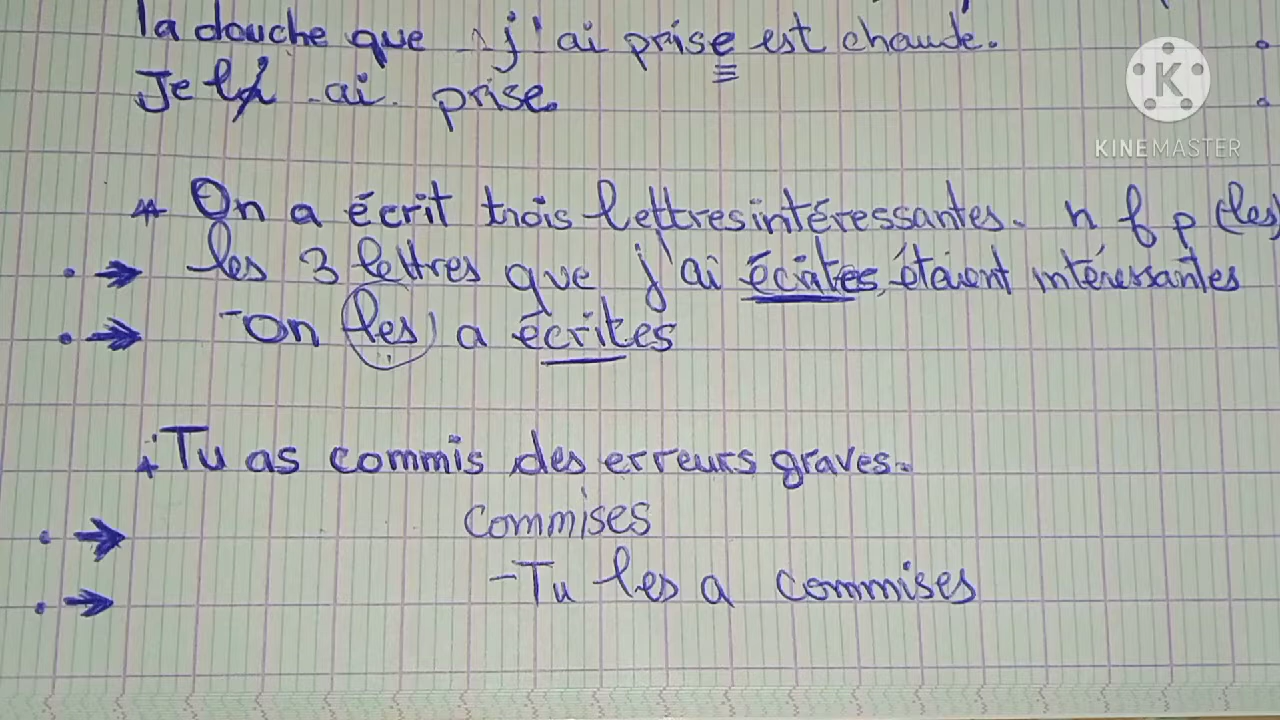 la douche que j'ai prise est chaude.
Je l'ai prise
K
KINEMASTER
On a écrit trois lettres intéressantes. n f p (les)
les 3 lettres que j'ai écrites, étaient intéressantes
- On (les) a écrites
Tu as commis des erreurs graves.
Commises
- Tu les a commises